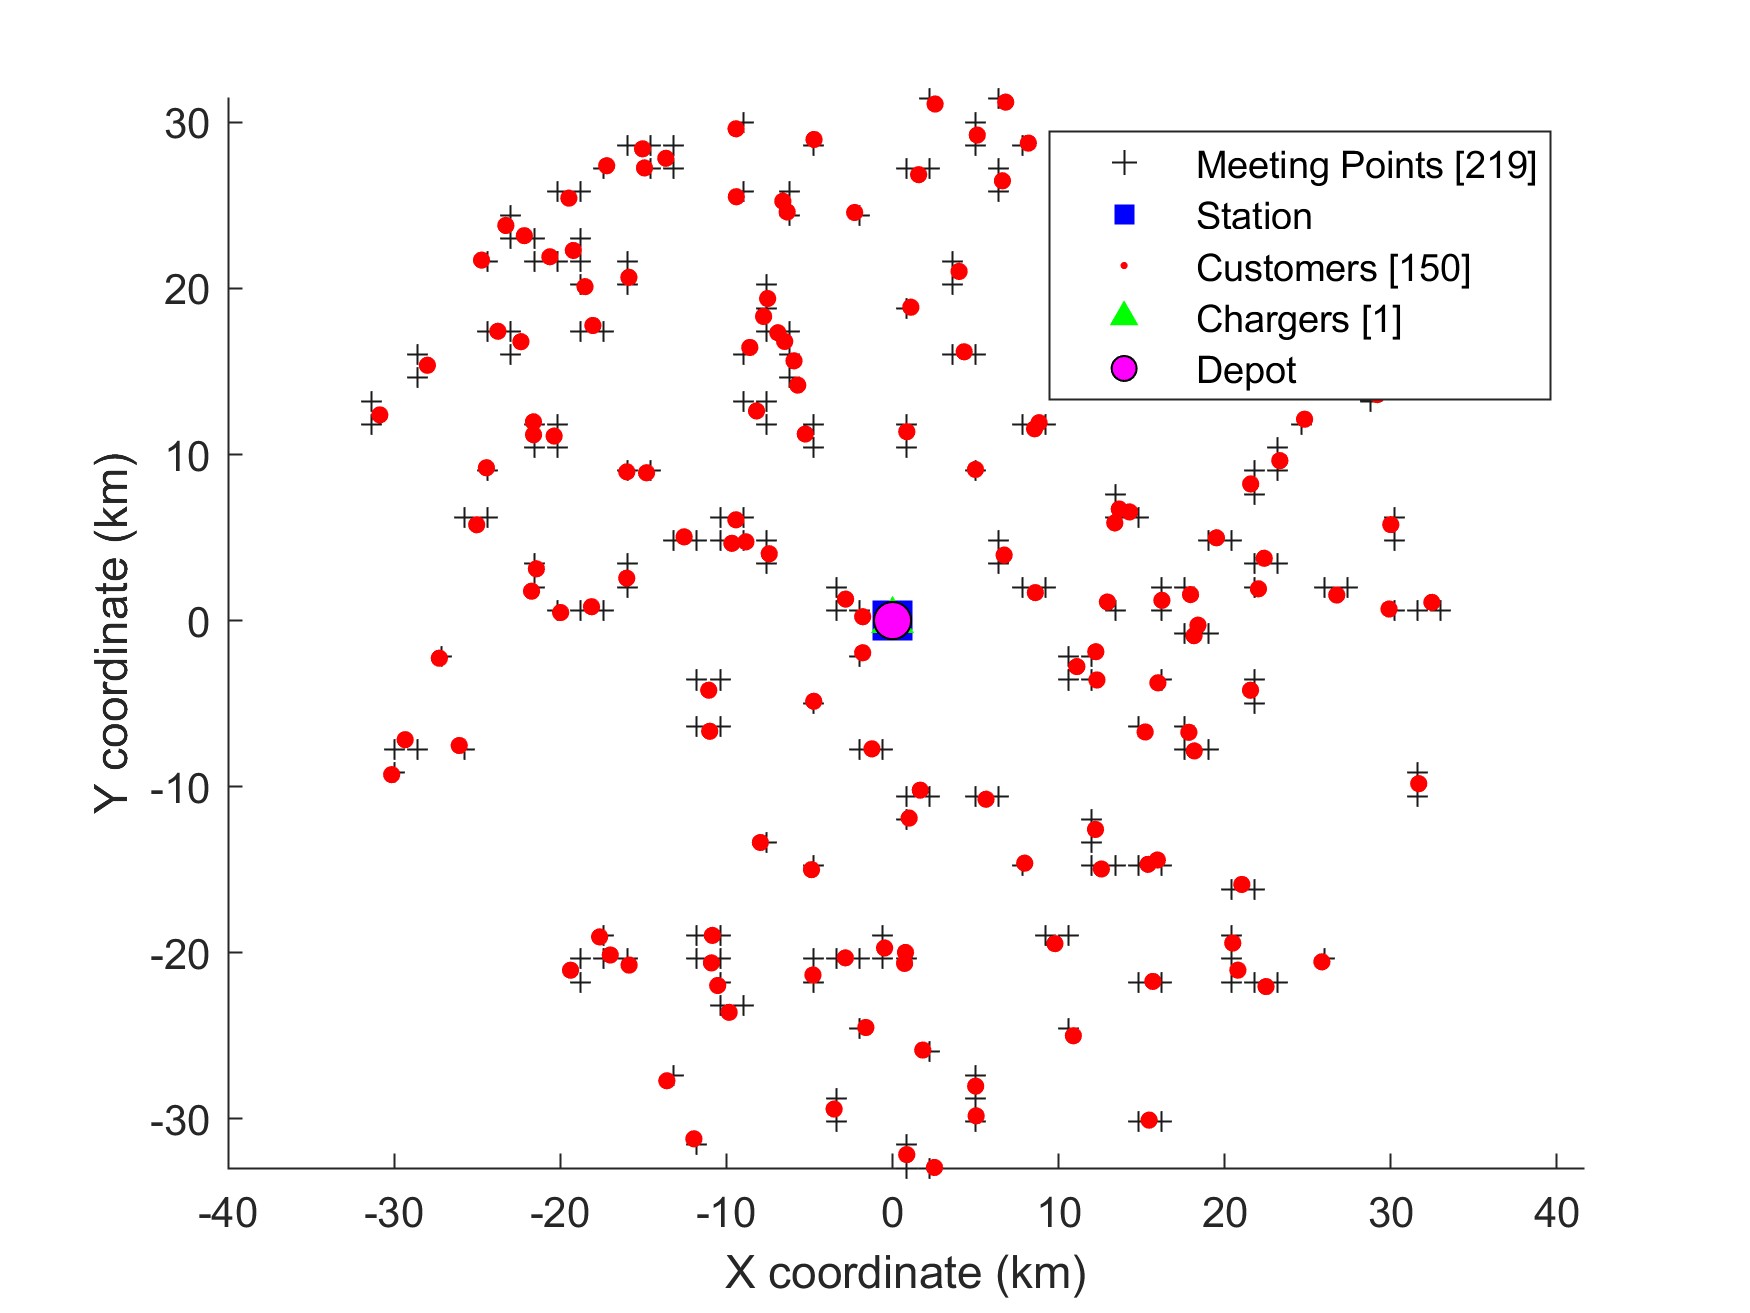 30
20
10
0
-10
-20
-30
Y coordinate (km)
Meeting Points [219]
Station
Customers [150]
Chargers [1]
Depot
-40 -30 -20 -10 0 10 20 30 40
X coordinate (km)